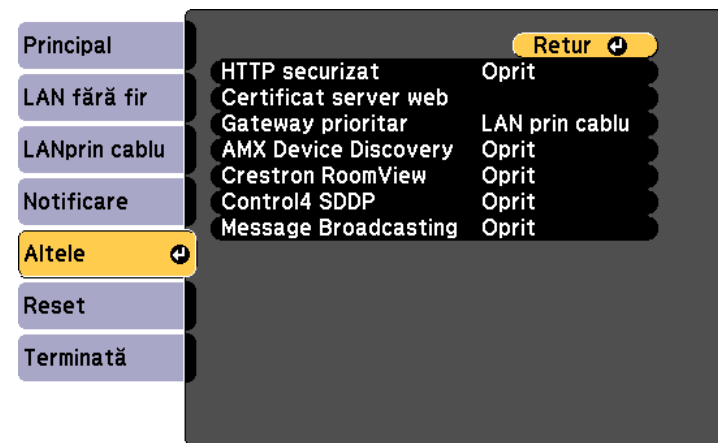 Principal
LAN fără fir
LANprin cablu
Notificare
Altele
Reset
Terminată
Retur
HTTP securizat Oprit
Certificat server web
Gateway prioritar LAN prin cablu
AMX Device Discovery Oprit
Crestron RoomView Oprit
Control4 SDDP Oprit
Message Broadcasting Oprit